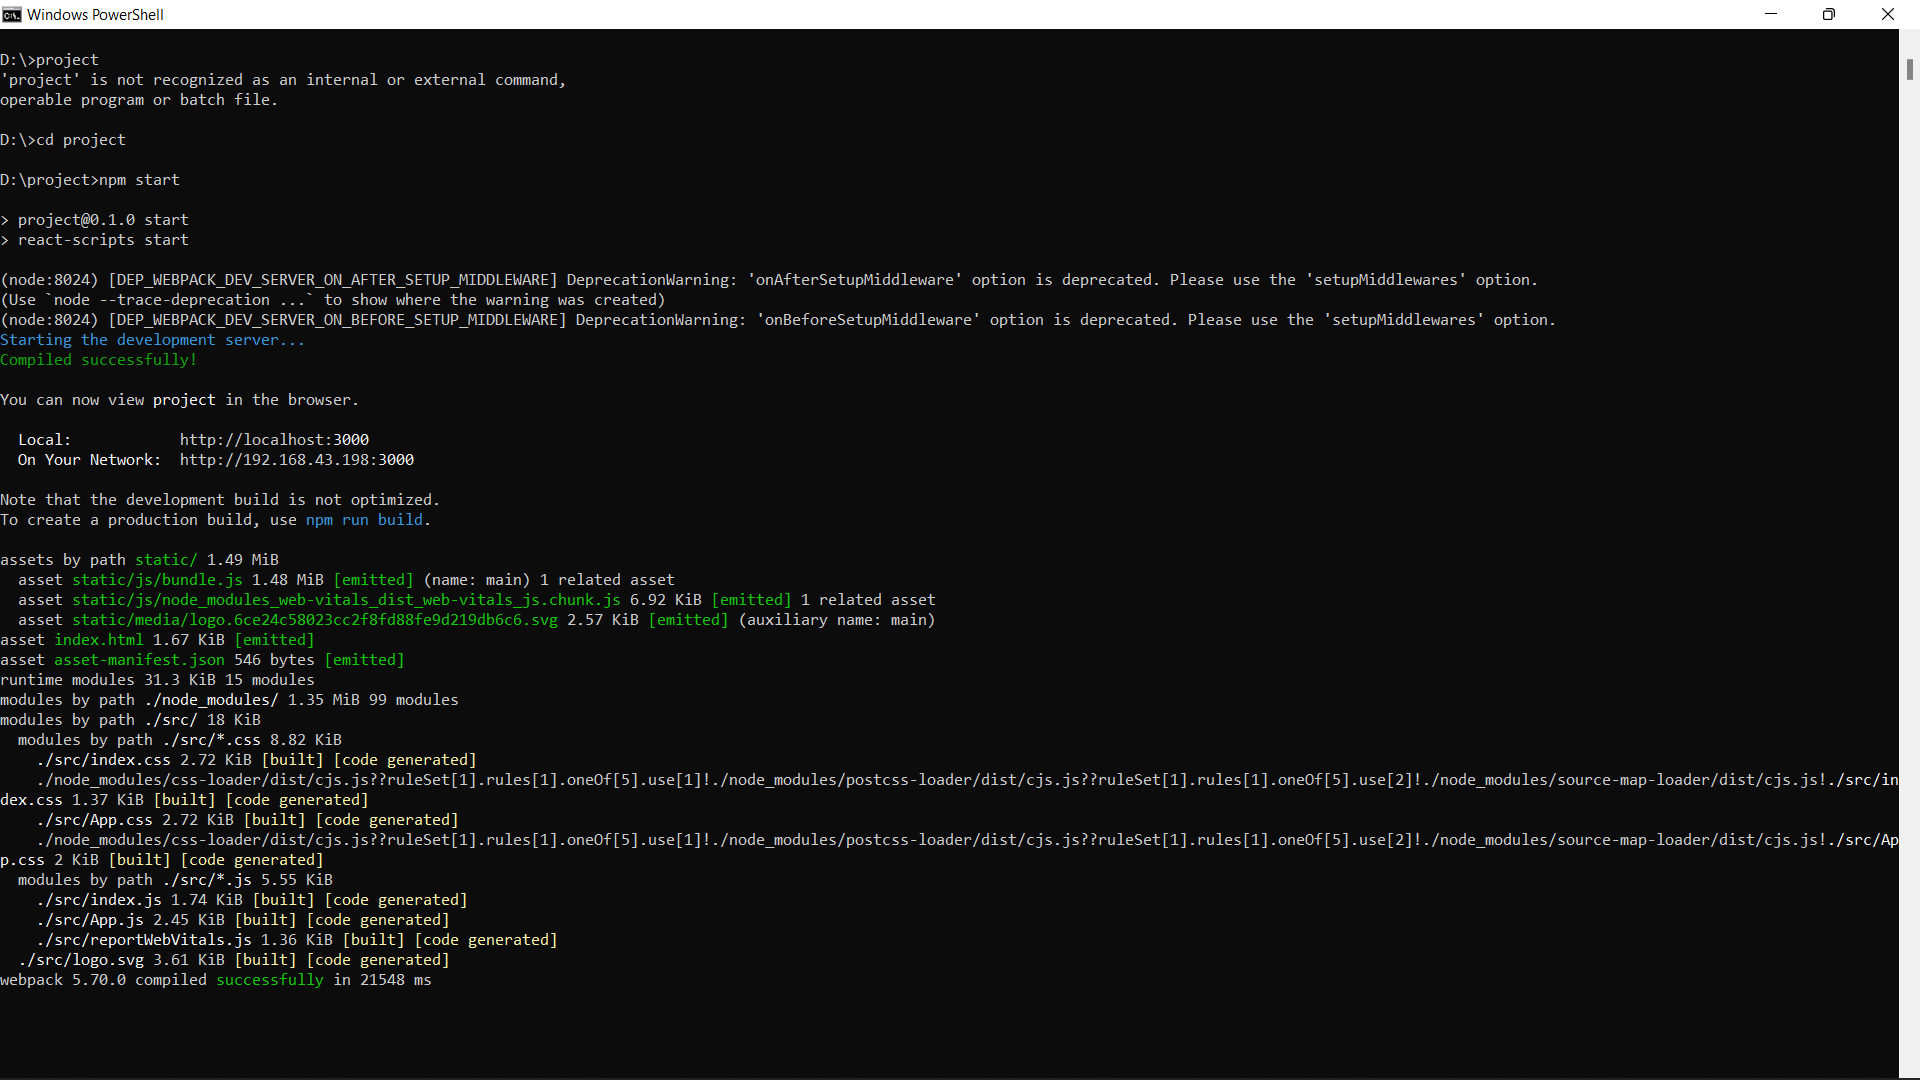 Windows PowerShell
D:\>project
'project' is not recognized as an internal or external command,
operable program or batch file.
D:\>cd project
D:\project>npm start
> project@0.1.0 start
> react-scripts start
(node:8024) [DEP_WEBPACK_DEV_SERVER_ON_AFTER_SETUP_MIDDLEWARE] DeprecationWarning: 'onAfterSetupMiddleware' option is deprecated. Please use the 'setupMiddlewares' option.
(Use `node --trace-deprecation ...` to show where the warning was created)
(node:8024) [DEP_WEBPACK_DEV_SERVER_ON_BEFORE_SETUP_MIDDLEWARE] DeprecationWarning: 'onBeforeSetupMiddleware' option is deprecated. Please use the 'setupMiddlewares' option.
Starting the development server...
Compiled successfully!
You can now view project in the browser.
Local: http://localhost:3000
On Your Network: http://192.168.43.198:3000
Note that the development build is not optimized.
To create a production build, use npm run build.
assets by path static/ 1.49 MiB
asset static/js/bundle.js 1.48 MiB [emitted] (name: main) 1 related asset
asset static/js/node_modules_web-vitals_dist_web-vitals_js.chunk.js 6.92 KiB [emitted] 1 related asset
asset static/media/logo.6ce24c58023cc2f8fd88fe9d219db6c6.svg 2.57 KiB [emitted] (auxiliary name: main)
asset index.html 1.67 KiB [emitted]
asset asset-manifest.json 546 bytes [emitted]
runtime modules 31.3 KiB 15 modules
modules by path ./node_modules/ 1.35 MiB 99 modules
modules by path ./src/ 18 KiB
modules by path ./src/*.css 8.82 KiB
./src/index.css 2.72 KiB [built] [code generated]
./node_modules/css-loader/dist/cjs.js??ruleSet[1].rules[1].oneOf[5].use[1]!./node_modules/postcss-loader/dist/cjs.js??ruleSet[1].rules[1].oneOf[5].use[2]!./node_modules/source-map-loader/dist/cjs.js!./src/in
dex.css 1.37 KiB [built] [code generated]
./src/App.css 2.72 KiB [built] [code generated]
./node_modules/css-loader/dist/cjs.js??ruleSet[1].rules[1].oneOf[5].use[1]!./node_modules/postcss-loader/dist/cjs.js??ruleSet[1].rules[1].oneOf[5].use[2]!./node_modules/source-map-loader/dist/cjs.js!./src/Ap
p.css 2 KiB [built] [code generated]
modules by path ./src/*.js 5.55 KiB
./src/index.js 1.74 KiB [built] [code generated]
./src/App.js 2.45 KiB [built] [code generated]
./src/reportWebVitals.js 1.36 KiB [built] [code generated]
./src/logo.svg 3.61 KiB [built] [code generated]
webpack 5.70.0 compiled successfully in 21548 ms